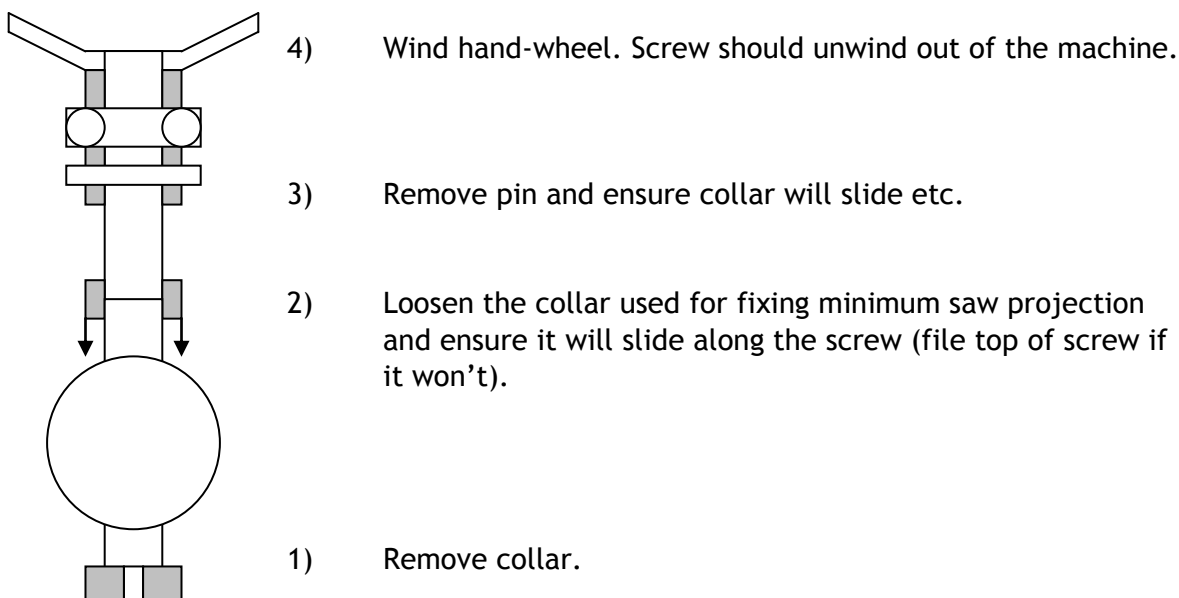 4) Wind hand-wheel. Screw should unwind out of the machine.
3) Remove pin and ensure collar will slide etc.
2) Loosen the collar used for fixing minimum saw projection
and ensure it will slide along the screw (file top of screw if
it won’t).
1) Remove collar.